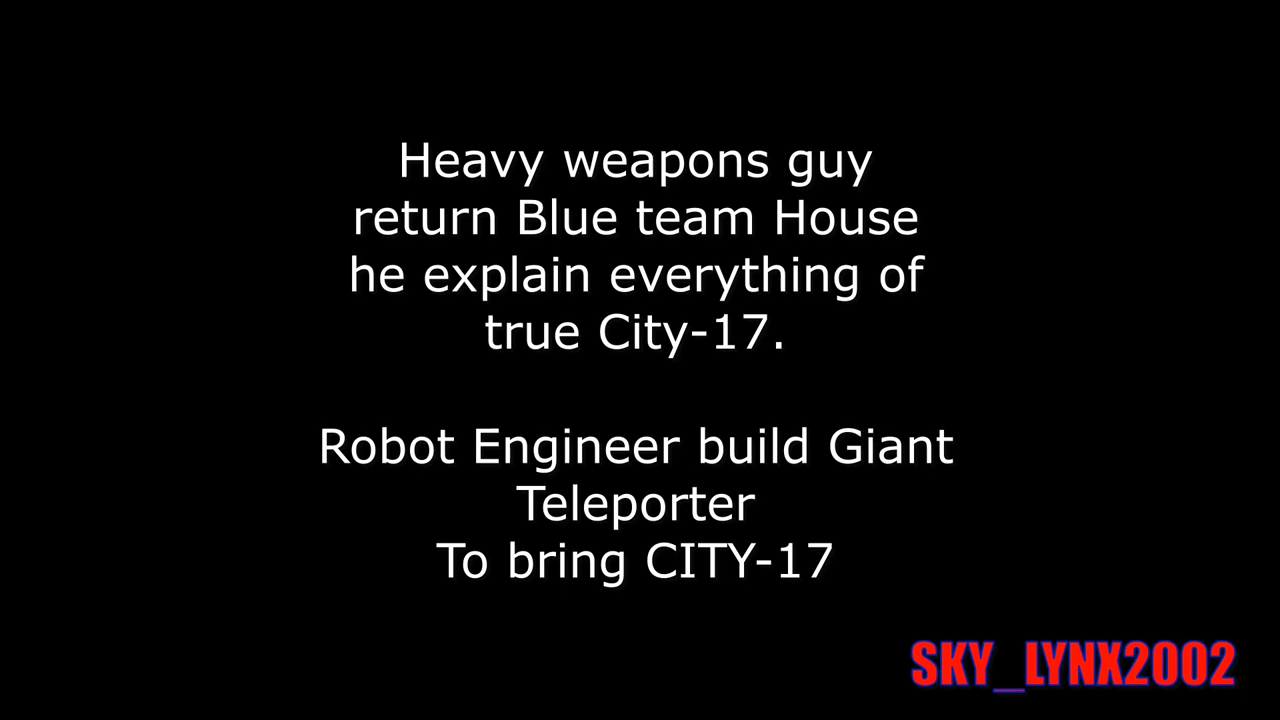 Heavy weapons guy
return Blue team House
he explain everything of
true City-17.
Robot Engineer build Giant
Teleporter
To bring CITY-17
SKY_LYNX2002